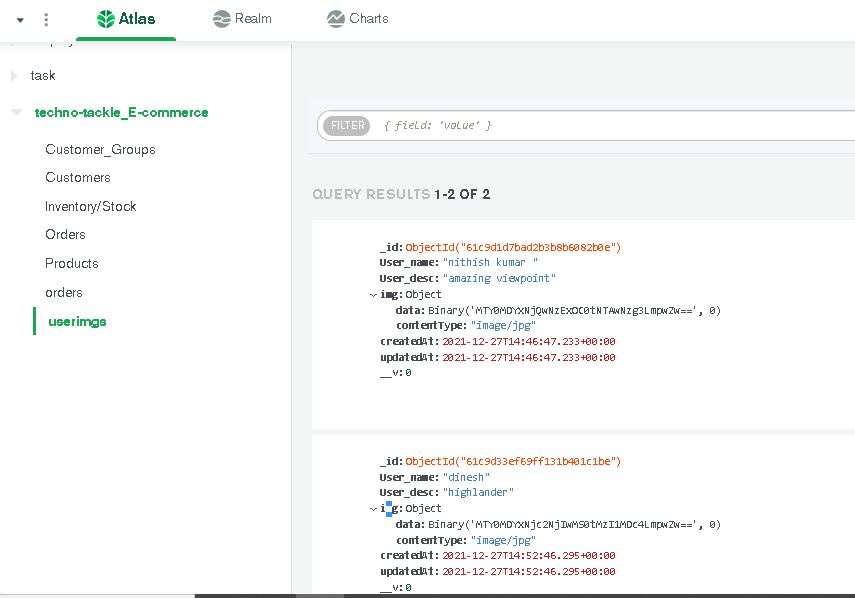 Atlas
Realm
Charts
task
techno-tackle_E-commerce
Customer_Groups
Customers
Inventory/Stock
Orders
Products
orders
userimgs
FILTER { field: 'value' }
QUERY RESULTS 1-2 OF 2
_id: ObjectId("61c9d1d7bad2b3b8b6082b0e")
User_name: "nithish kumar "
User_desc: "amazing viewpoint"
img: Object
data: Binary('MTY0MDYxNjQwNzExOC0tNTAwNzg3LmpwZw==', 0)
contentType: "image/jpg"
createdAt: 2021-12-27T14:46:47.233+00:00
updatedAt: 2021-12-27T14:46:47.233+00:00
__v: 0
_id: ObjectId("61c9d33ef69ff131b401c1be")
User_name: "dinesh"
User_desc: "highlander"
img: Object
data: Binary('MTY0MDYxNjc2NjIwMS0tMzI1MDc4LmpwZw==', 0)
contentType: "image/jpg"
createdAt: 2021-12-27T14:52:46.295+00:00
updatedAt: 2021-12-27T14:52:46.295+00:00
__v: 0